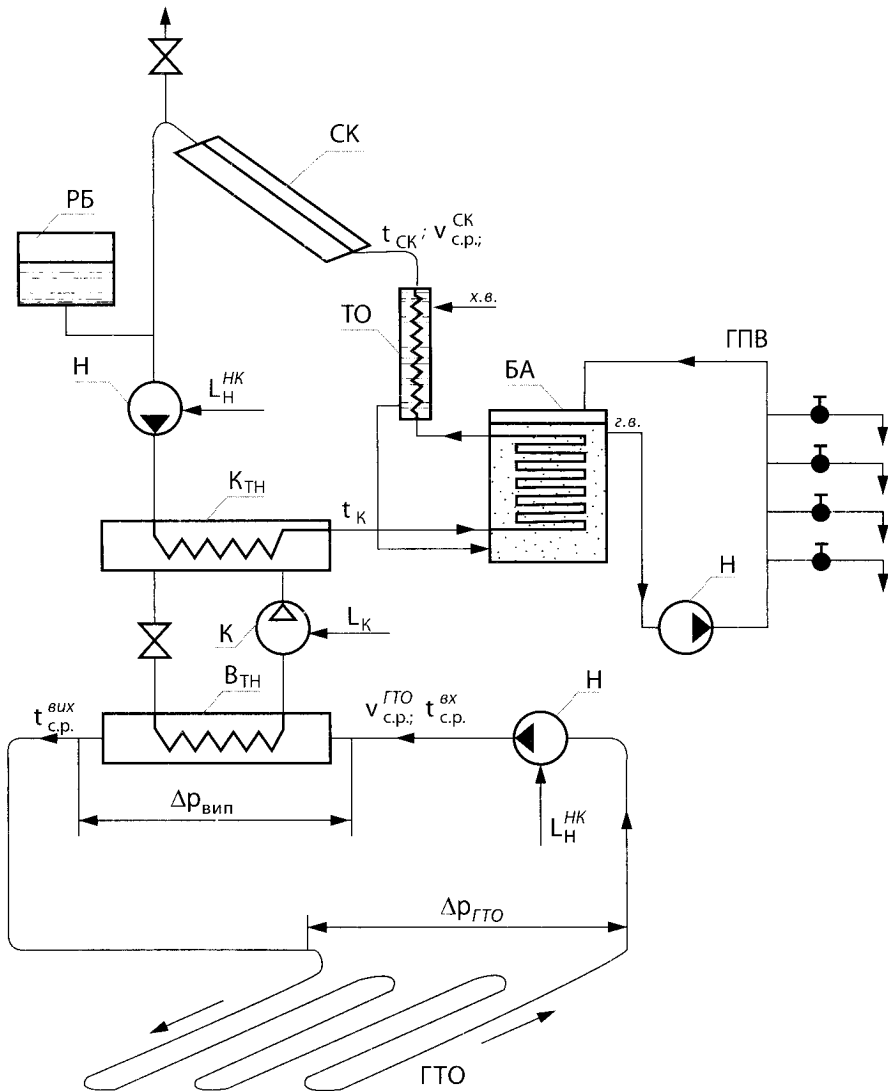 СК
РБ
t СК ; v СК с.р.;
ТО
х.в.
Н
L НК Н
ГПВ
БА
г.в.
К ТН
t К
Н
К
L К
В ТН
t вих с.р.
v ГТО с.р.; t вх с.р.
Н
Δp вип
L НК Н
Δp ГТО
ГТО